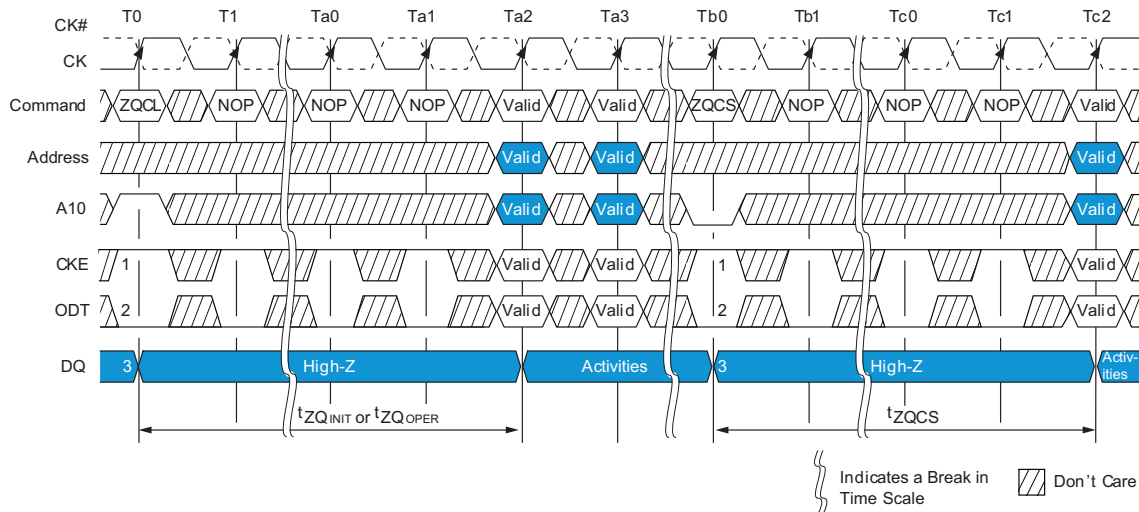 T0 T1 Ta0 Ta1 Ta2 Ta3 Tb0 Tb1 Tc0 Tc1 Tc2
CK#
CK
Command ZQCL NOP NOP NOP Valid Valid ZQCS NOP NOP NOP Valid
Address Valid Valid Valid
A10 Valid Valid Valid
CKE 1 Valid Valid 1 Valid
ODT 2 Valid Valid 2 Valid
DQ 3 High-Z Activities 3 High-Z Activ-
ities
tZQINIT or tZQOPER tZQCS
Indicates a Break in
Time Scale
Don't Care